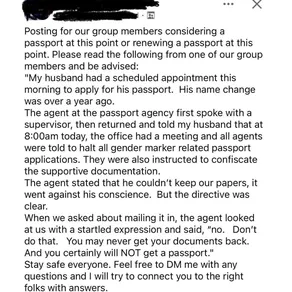 Posting for our group members considering a
passport at this point or renewing a passport at this
point. Please read the following from one of our group
members and be advised:
"My husband had a scheduled appointment this
morning to apply for his passport.  His name change
was over a year ago.
The agent at the passport agency first spoke with a
supervisor, then returned and told my husband that at
8:00am today, the office had a meeting and all agents
were told to halt all gender marker related passport
applications. They were also instructed to confiscate
the supportive documentation.
The agent stated that he couldn't keep our papers, it
went against his conscience.  But the directive was
clear.
When we asked about mailing it in, the agent looked
at us with a startled expression and said, "no.   Don't
do that.   You may never get your documents back.
And you certainly will NOT get a passport."
Stay safe everyone. Feel free to DM me with any
questions and I will try to connect you to the right
folks with answers.